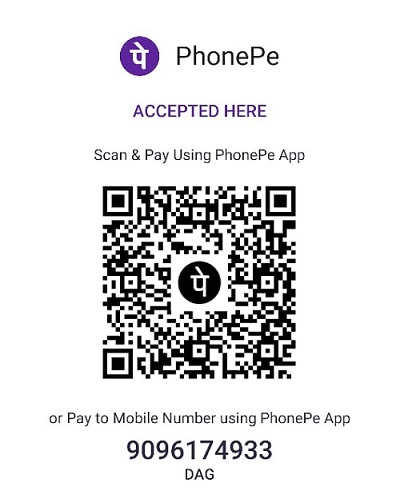 पे PhonePe
ACCEPTED HERE
Scan & Pay Using PhonePe App
पे
or Pay to Mobile Number using PhonePe App
9096174933
DAG